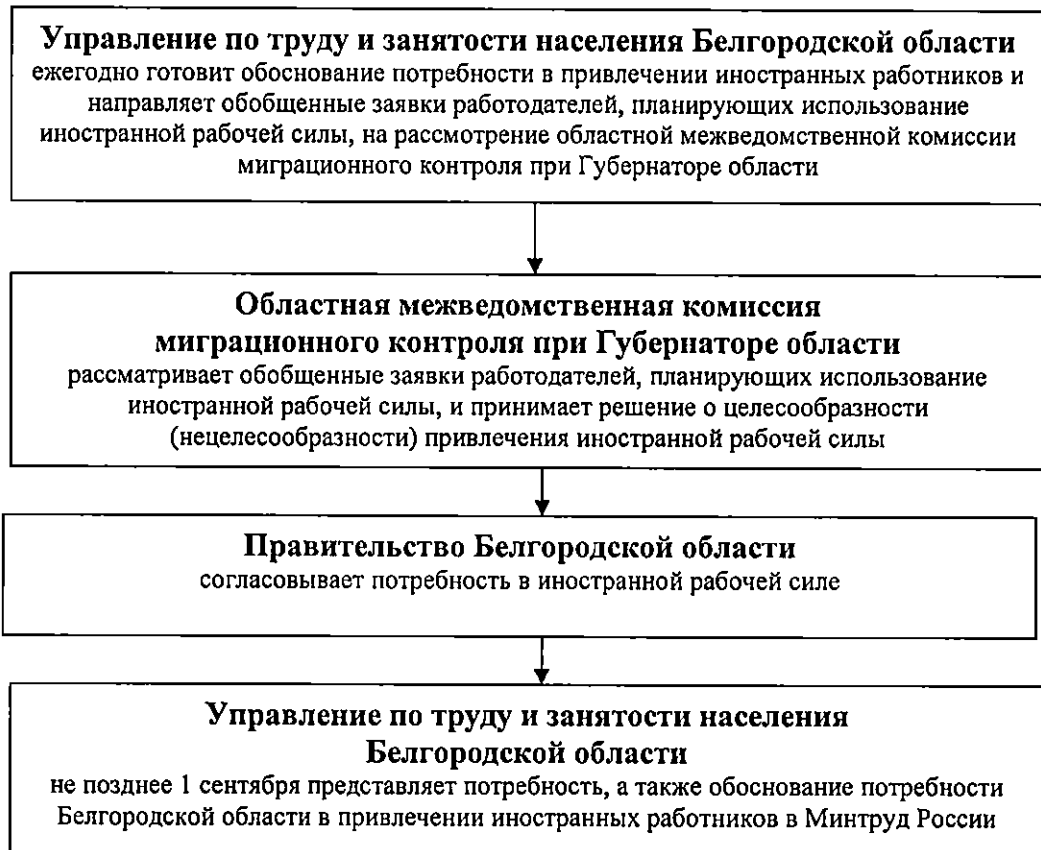 Управление по труду и занятости населения Белгородской области
ежегодно готовит обоснование потребности в привлечении иностранных работников и
направляет обобщенные заявки работодателей, планирующих использование
иностранной рабочей силы, на рассмотрение областной межведомственной комиссии
миграционного контроля при Губернаторе области
Областная межведомственная комиссия
миграционного контроля при Губернаторе области
рассматривает обобщенные заявки работодателей, планирующих использование
иностранной рабочей силы, и принимает решение о целесообразности
(нецелесообразности) привлечения иностранной рабочей силы
Правительство Белгородской области
согласовывает потребность в иностранной рабочей силе
Управление по труду и занятости населения
Белгородской области
не позднее 1 сентября представляет потребность, а также обоснование потребности
Белгородской области в привлечении иностранных работников в Минтруд России